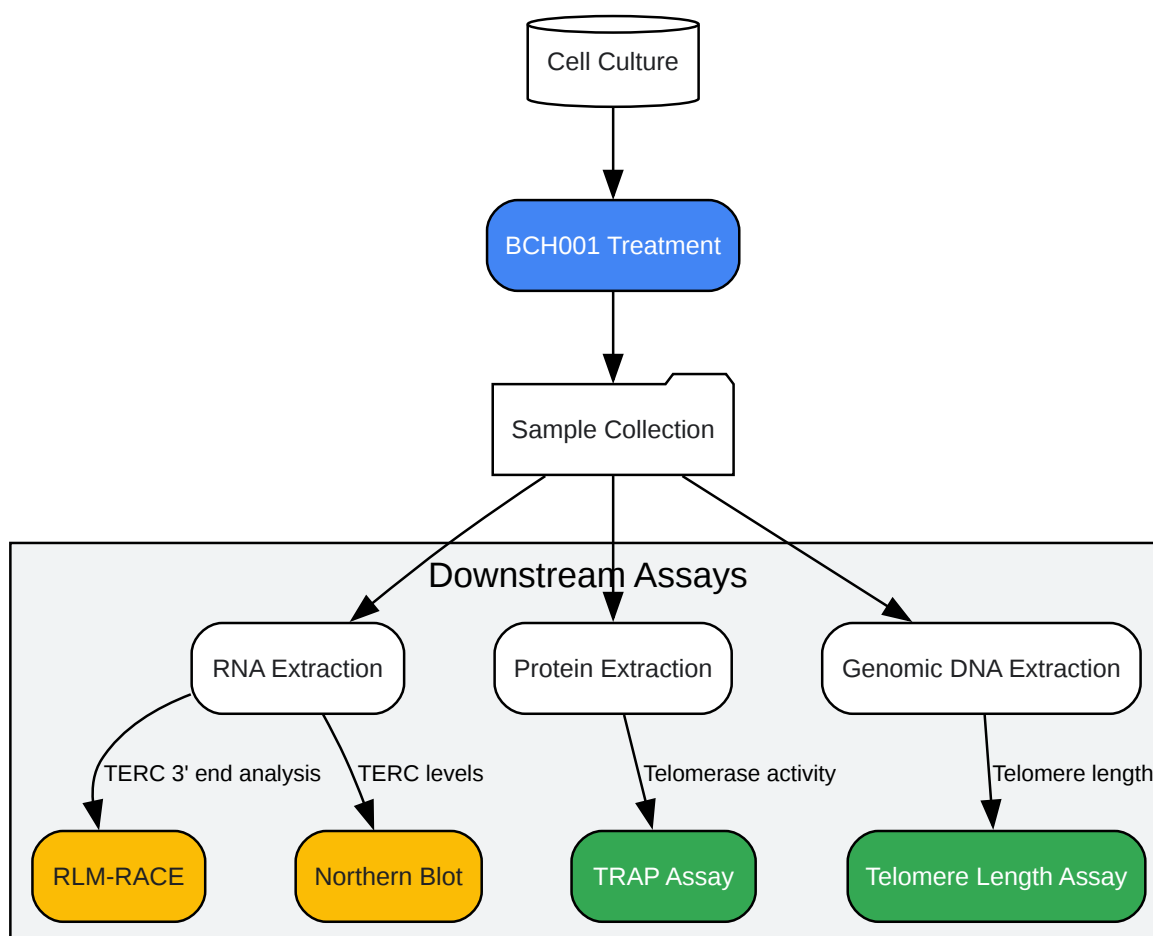 Cell Culture
BCH001 Treatment
Sample Collection
Downstream Assays
RNA Extraction
Protein Extraction
Genomic DNA Extraction
TERC 3' end analysis
TERC levels
Telomerase activity
Telomere length
RLM-RACE
Northern Blot
TRAP Assay
Telomere Length Assay